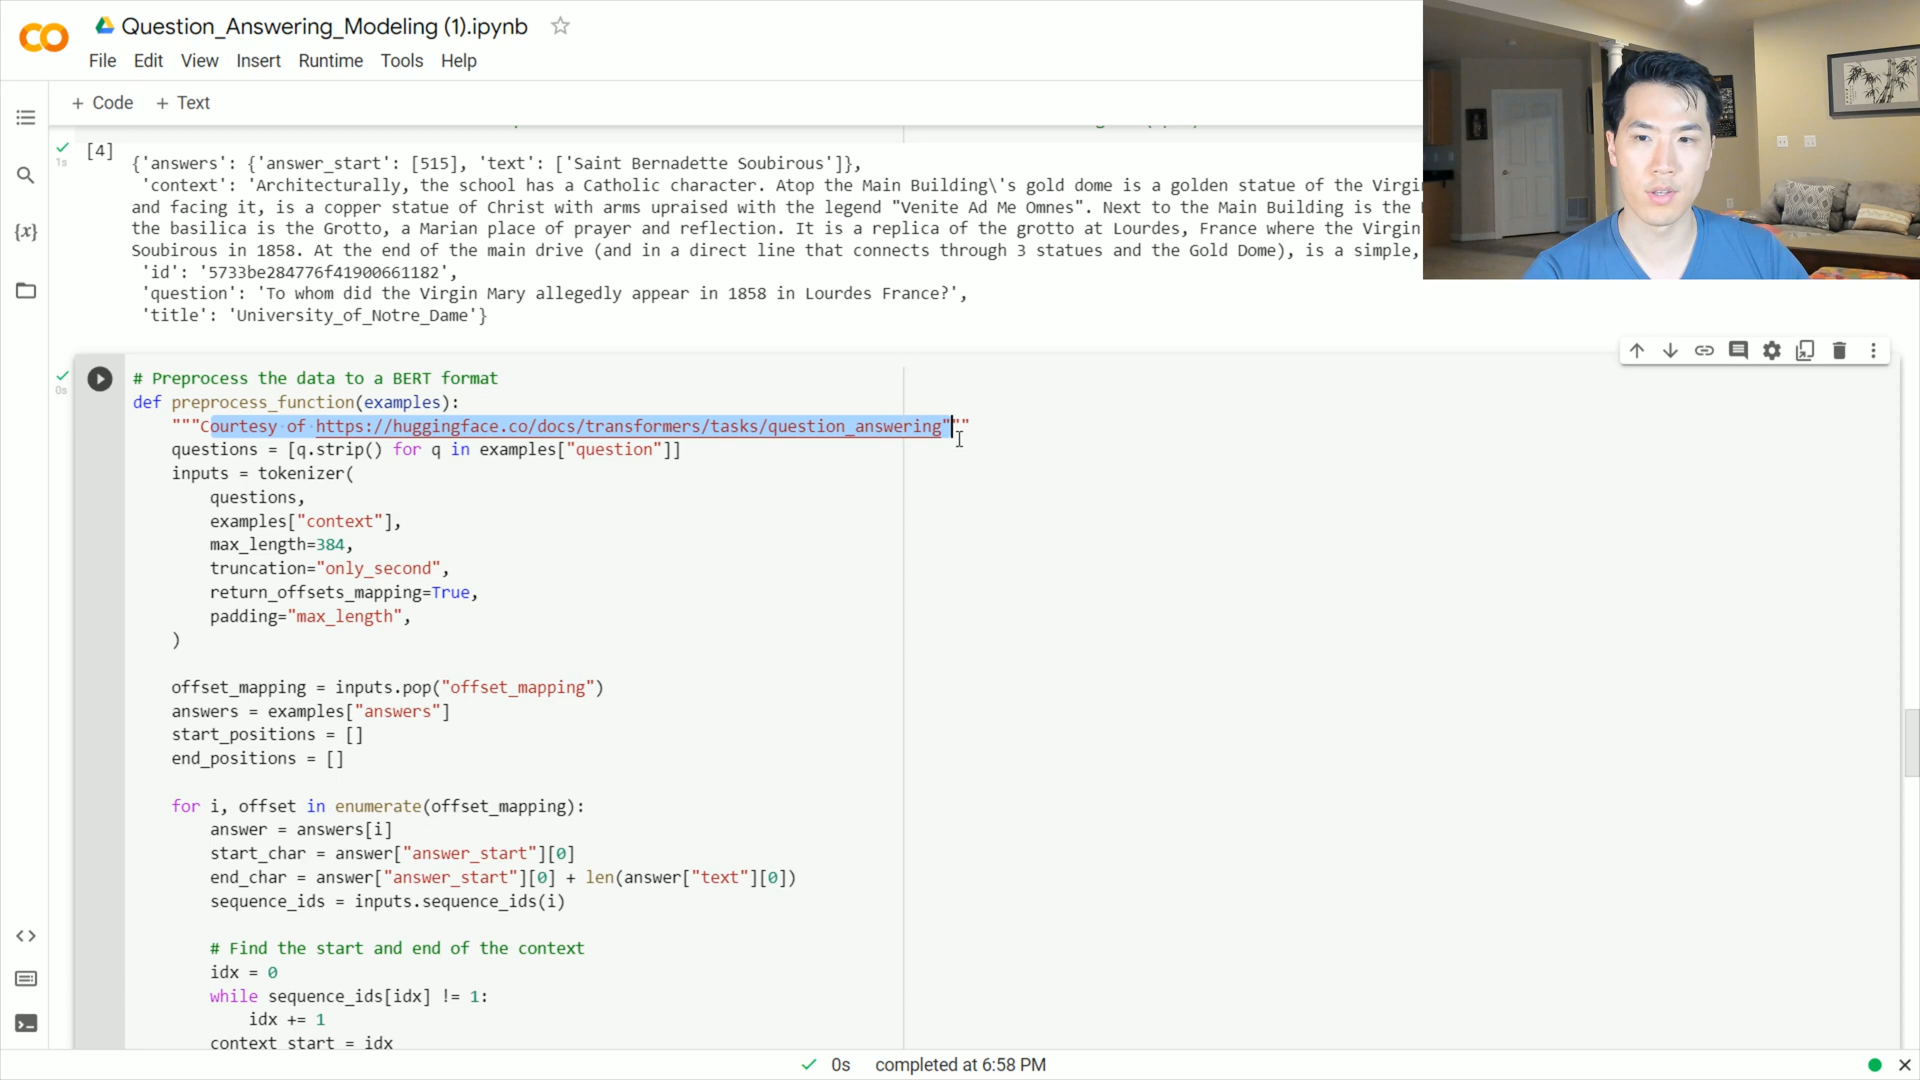 Question_Answering_Modeling (1).ipynb
File Edit View Insert Runtime Tools Help
+ Code + Text
[4]
1s
{'answers': {'answer_start': [515], 'text': ['Saint Bernadette Soubirous']},
'context': 'Architecturally, the school has a Catholic character. Atop the Main Building\'s gold dome is a golden statue of the Virgi
and facing it, is a copper statue of Christ with arms upraised with the legend "Venite Ad Me Omnes". Next to the Main Building is the
the basilica is the Grotto, a Marian place of prayer and reflection. It is a replica of the grotto at Lourdes, France where the Virgin
Soubirous in 1858. At the end of the main drive (and in a direct line that connects through 3 statues and the Gold Dome), is a simple,
'id': '5733be284776f41900661182',
'question': 'To whom did the Virgin Mary allegedly appear in 1858 in Lourdes France?',
'title': 'University_of_Notre_Dame'}
0s
# Preprocess the data to a BERT format
def preprocess_function(examples):
"""Courtesy of https://huggingface.co/docs/transformers/tasks/question_answering"""
questions = [q.strip() for q in examples["question"]]
inputs = tokenizer(
questions,
examples["context"],
max_length=384,
truncation="only_second",
return_offsets_mapping=True,
padding="max_length",
)
offset_mapping = inputs.pop("offset_mapping")
answers = examples["answers"]
start_positions = []
end_positions = []
for i, offset in enumerate(offset_mapping):
answer = answers[i]
start_char = answer["answer_start"][0]
end_char = answer["answer_start"][0] + len(answer["text"][0])
sequence_ids = inputs.sequence_ids(i)
# Find the start and end of the context
idx = 0
while sequence_ids[idx] != 1:
idx += 1
context_start = idx
0s completed at 6:58 PM